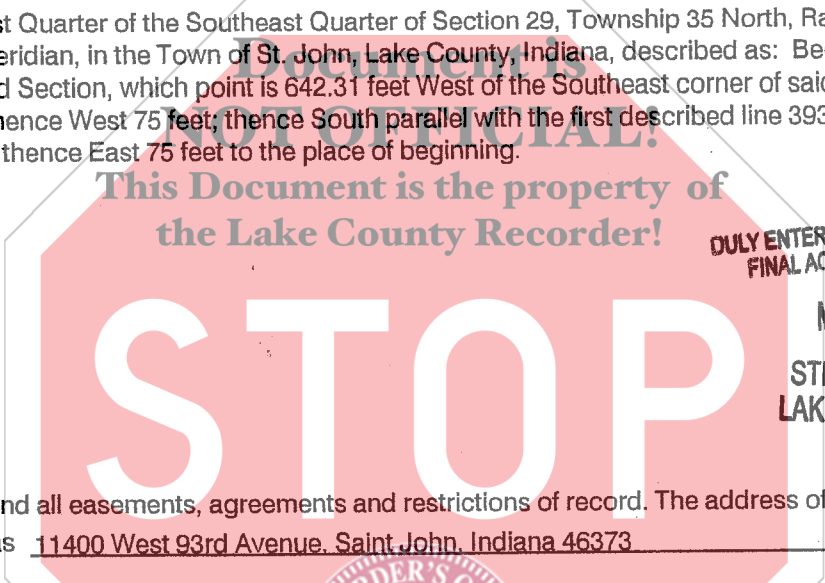 st Quarter of the Southeast Quarter of Section 29, Township 35 North, Ra
eridian, in the Town of St. John, Lake County, Indiana, described as: Be
d Section, which point is 642.31 feet West of the Southeast corner of said
hence West 75 feet; thence South parallel with the first described line 393
thence East 75 feet to the place of beginning.
Document is
NOT OFFICIAL!
This Document is the property of
the Lake County Recorder!
DULY ENTER
FINAL AC
STOP
LAK
nd all easements, agreements and restrictions of record. The address of
as 11400 West 93rd Avenue, Saint John, Indiana 46373